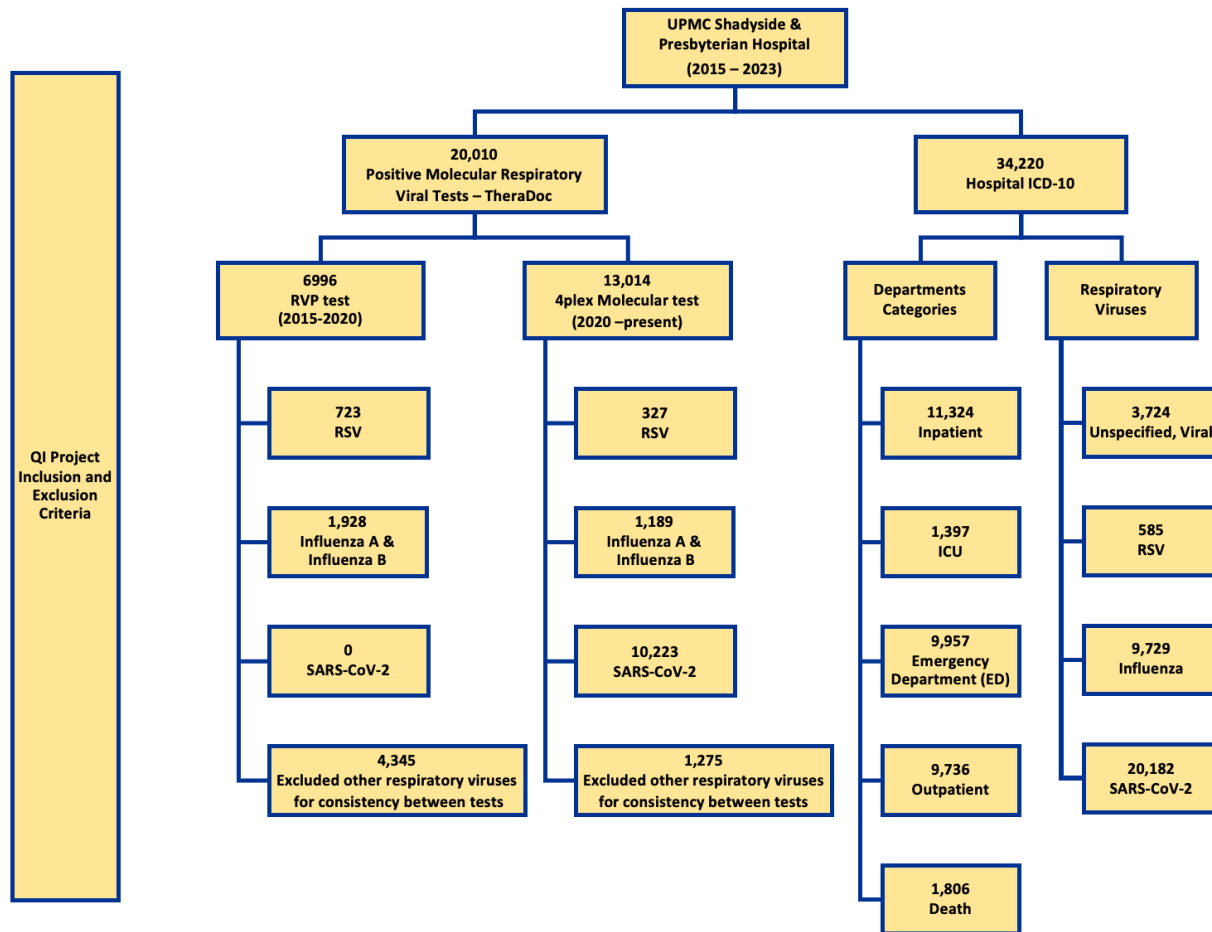 UPMC Shadyside &
Presbyterian Hospital
(2015 – 2023)
20,010
Positive Molecular Respiratory
Viral Tests – TheraDoc
34,220
Hospital ICD-10
6996
RVP test
(2015-2020)
13,014
4plex Molecular test
(2020 –present)
Departments
Categories
Respiratory
Viruses
723
RSV
327
RSV
11,324
Inpatient
3,724
Unspecified, Viral
QI Project
Inclusion and
Exclusion
Criteria
1,928
Influenza A &
Influenza B
1,189
Influenza A &
Influenza B
1,397
ICU
585
RSV
0
SARS-CoV-2
10,223
SARS-CoV-2
9,957
Emergency
Department (ED)
9,729
Influenza
4,345
Excluded other respiratory viruses
for consistency between tests
1,275
Excluded other respiratory viruses
for consistency between tests
9,736
Outpatient
20,182
SARS-CoV-2
1,806
Death